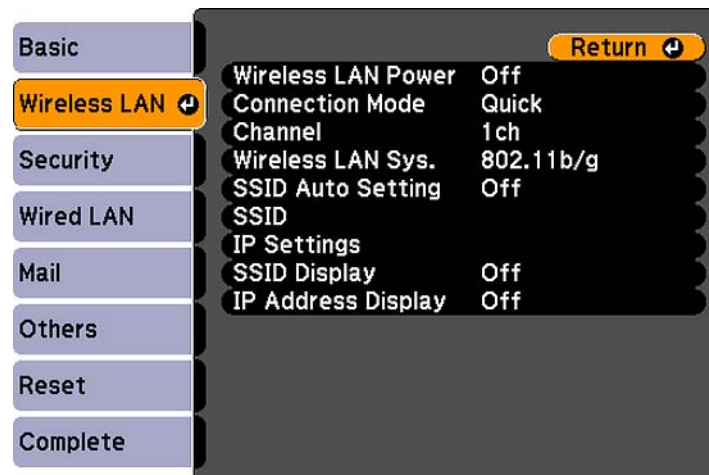 Basic
Wireless LAN
Security
Wired LAN
Mail
Others
Reset
Complete
Return
Wireless LAN Power Off
Connection Mode Quick
Channel 1ch
Wireless LAN Sys. 802.11b/g
SSID Auto Setting Off
SSID
IP Settings
SSID Display Off
IP Address Display Off